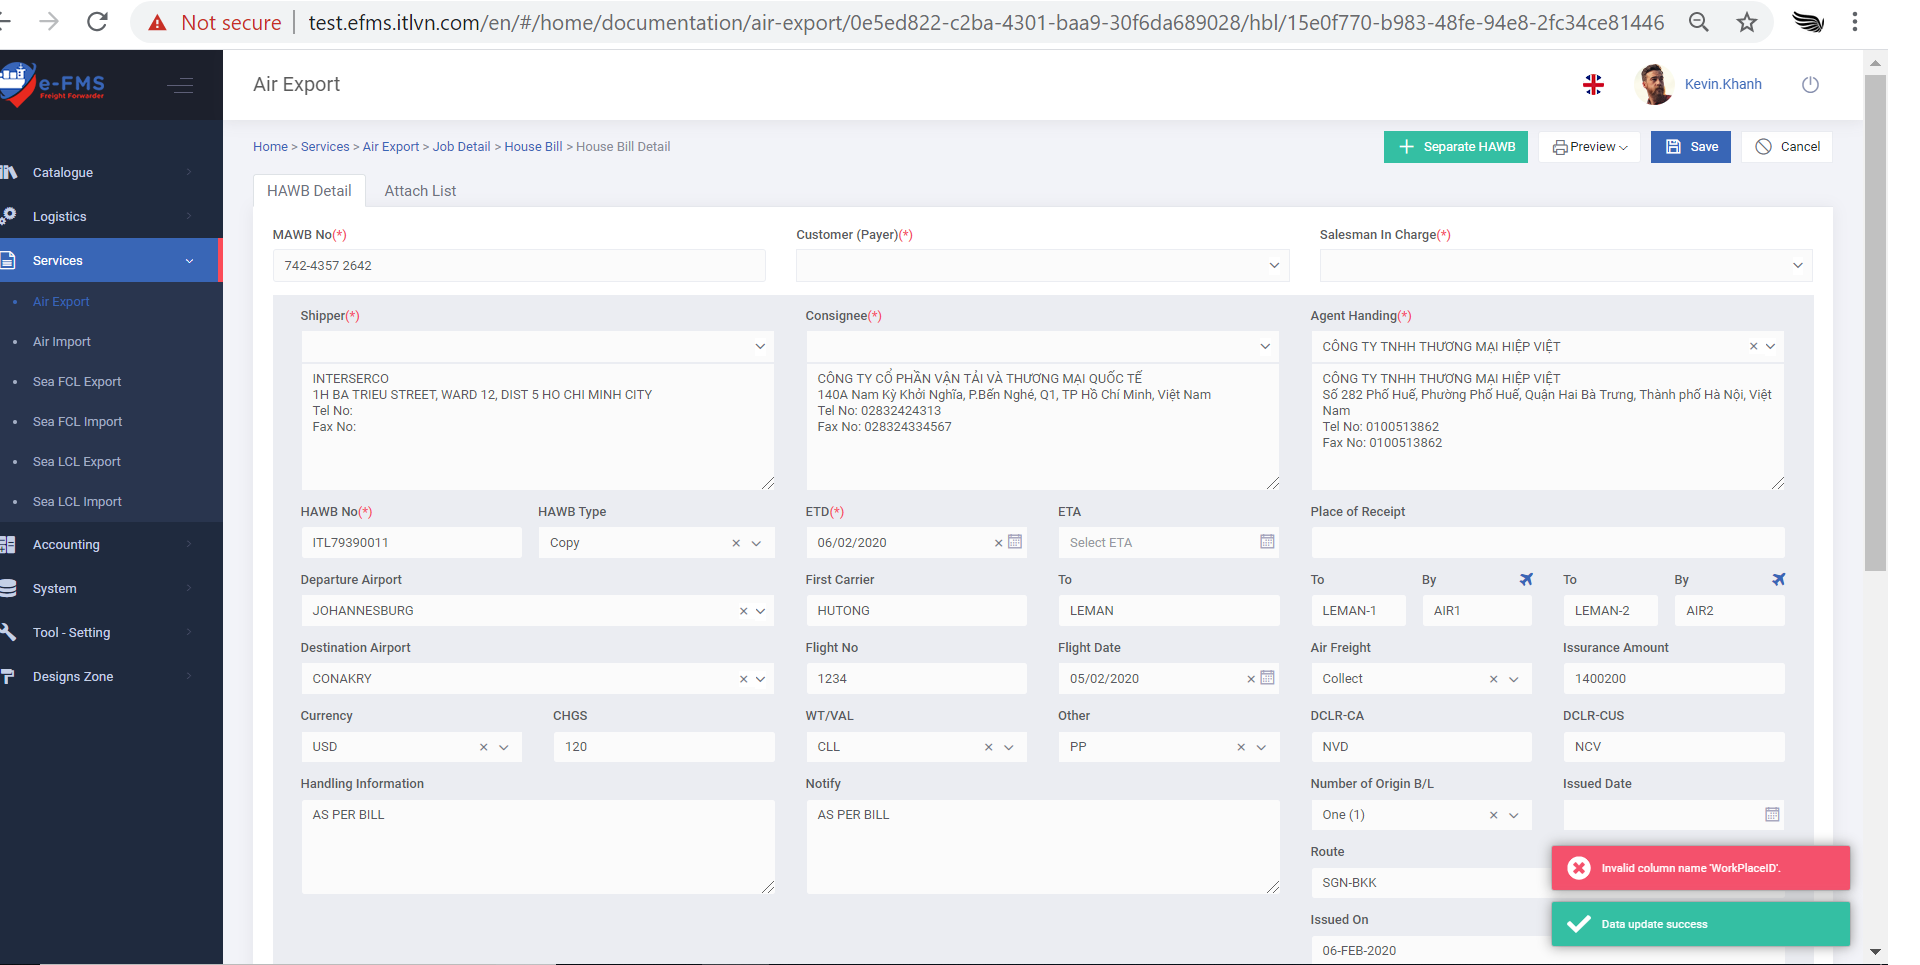 Not secure
test.efms.itlvn.com/en/#/home/documentation/air-export/0e5ed822-c2ba-4301-baa9-30f6da689028/hbl/15e0f770-b983-48fe-94e8-2fc34ce81446
e-FMS
Freight Forwarder
Air Export
Kevin.Khanh
Home > Services > Air Export > Job Detail > House Bill > House Bill Detail
Separate HAWB
Preview
Save
Cancel
Catalogue
Logistics
Services
Air Export
Air Import
Sea FCL Export
Sea FCL Import
Sea LCL Export
Sea LCL Import
Accounting
System
Tool - Setting
Designs Zone
HAWB Detail
Attach List
MAWB No(*)
Customer (Payer)(*)
Salesman In Charge(*)
742-4357 2642
Shipper(*)
Consignee(*)
Agent Handing(*)
CÔNG TY TNHH THƯƠNG MẠI HIỆP VIỆT
INTERSERCO
1H BA TRIEU STREET, WARD 12, DIST 5 HO CHI MINH CITY
Tel No:
Fax No:
CÔNG TY CỔ PHẦN VẬN TẢI VÀ THƯƠNG MẠI QUỐC TẾ
140A Nam Kỳ Khởi Nghĩa, P.Bến Nghé, Q1, TP Hồ Chí Minh, Việt Nam
Tel No: 02832424313
Fax No: 028324334567
CÔNG TY TNHH THƯƠNG MẠI HIỆP VIỆT
Số 282 Phố Huế, Phường Phố Huế, Quận Hai Bà Trưng, Thành phố Hà Nội, Việt
Nam
Tel No: 0100513862
Fax No: 0100513862
HAWB No(*)
HAWB Type
ETD(*)
ETA
Place of Receipt
ITL79390011
Copy
06/02/2020
Select ETA
Departure Airport
First Carrier
To
To
By
To
By
JOHANNESBURG
HUTONG
LEMAN
LEMAN-1
AIR1
LEMAN-2
AIR2
Destination Airport
Flight No
Flight Date
Air Freight
Issurance Amount
CONAKRY
1234
05/02/2020
Collect
1400200
Currency
CHGS
WT/VAL
Other
DCLR-CA
DCLR-CUS
USD
120
CLL
PP
NVD
NCV
Handling Information
Notify
Number of Origin B/L
Issued Date
AS PER BILL
AS PER BILL
One (1)
Route
SGN-BKK
Invalid column name 'WorkPlaceID'.
Issued On
Data update success
06-FEB-2020